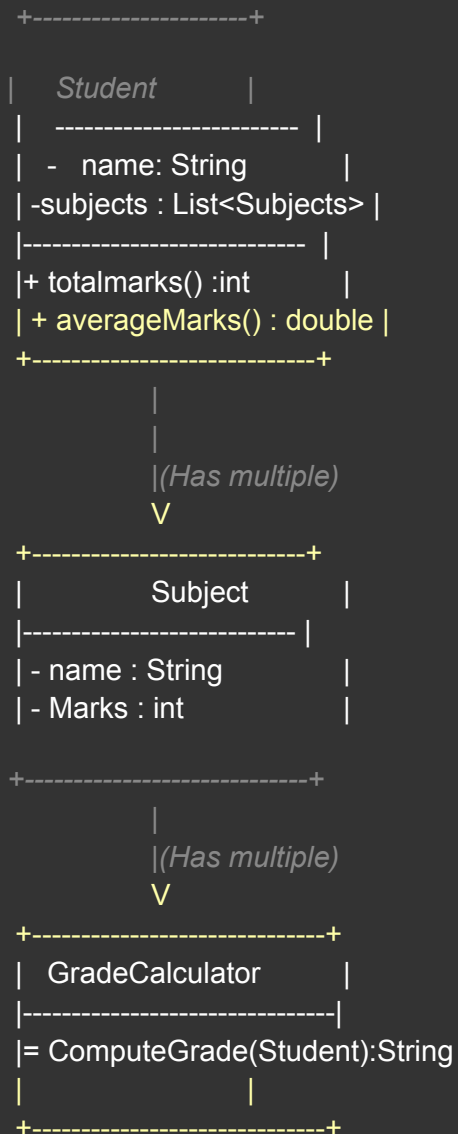 +----------------------+
| Student |
| ------------------------- |
| - name: String |
| -subjects : List<Subjects> |
|----------------------------- |
|+ totalmarks() :int |
| + averageMarks() : double |
+-----------------------------+
|
|
|(Has multiple)
V
+----------------------------+
| Subject |
|---------------------------- |
| - name : String |
| - Marks : int |
+-----------------------------+
|
|(Has multiple)
V
+------------------------------+
| GradeCalculator |
|--------------------------------|
|= ComputeGrade(Student):String
| |
+------------------------------+